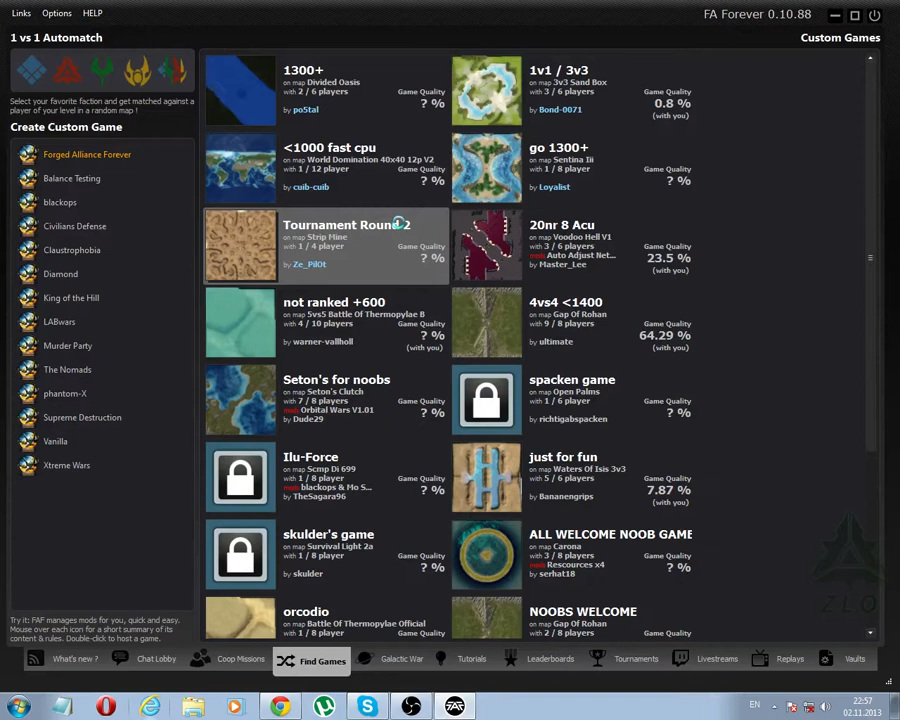 Links Options HELP
FA Forever 0.10.88
1 vs 1 Automatch
Custom Games
Select your favorite faction and get matched against a
player of your level in a random map !
Create Custom Game
Forged Alliance Forever
Balance Testing
blackops
Civilians Defense
Claustrophobia
Diamond
King of the Hill
LABwars
Murder Party
The Nomads
phantom-X
Supreme Destruction
Vanilla
Xtreme Wars
Try it: FAF manages mods for you, quick and easy.
Mouse over each icon for a short summary of its
content & rules. Double-click to host a game.
1300+
on map Divided Oasis
with 2 / 6 players
Game Quality
? %
by po5tal
1v1 / 3v3
on map 3v3 Sand Box
with 3 / 6 players
Game Quality
0.8 %
(with you)
by Bond-0071
<1000 fast cpu
on map World Domination 40x40 12p V2
with 1 / 12 player
Game Quality
? %
by cuib-cuib
go 1300+
on map Sentina Iii
with 1 / 8 player
Game Quality
? %
by Loyalist
Tournament Round 2
on map Strip Mine
with 1 / 4 player
Game Quality
? %
by Ze_Pil0t
20nr 8 Acu
on map Voodoo Hell V1
with 3 / 6 players
mods Auto Adjust Net...
Game Quality
23.5 %
(with you)
by Master_Lee
not ranked +600
on map 5vs5 Battle Of Thermopylae B
with 4 / 10 players
Game Quality
? %
(with you)
by warner-vallholl
4vs4 <1400
on map Gap Of Rohan
with 9 / 8 players
Game Quality
64.29 %
(with you)
by ultimate
Seton's for noobs
on map Seton's Clutch
with 7 / 8 players
mods Orbital Wars V1.01
Game Quality
? %
by Dude29
spacken game
on map Open Palms
with 1 / 6 player
Game Quality
? %
by richtigabspacken
Ilu-Force
on map Scmp Di 699
with 1 / 8 player
mods blackops & Mo S...
Game Quality
? %
by TheSagara96
just for fun
on map Waters Of Isis 3v3
with 5 / 6 players
Game Quality
7.87 %
(with you)
by Bananengrips
skulder's game
on map Survival Light 2a
with 1 / 8 player
Game Quality
? %
by skulder
ALL WELCOME NOOB GAME
on map Carona
with 3 / 8 players
mods Rescources x4
Game Quality
? %
by serhat18
orcodio
on map Battle Of Thermopylae Official
with 1 / 8 player
Game Quality
NOOBS WELCOME
on map Gap Of Rohan
with 2 / 8 players
Game Quality
ZLO
What's new ? Chat Lobby Coop Missions Find Games Galactic War Tutorials Leaderboards Tournaments Livestreams Replays Vaults
FAF
EN
22:57
02.11.2013